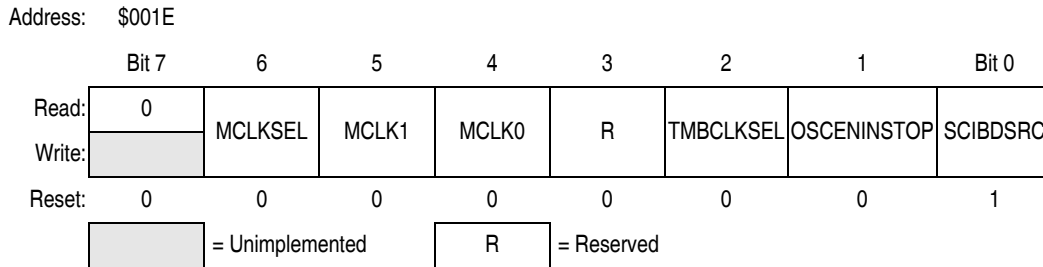 Address: $001E
Bit 7 6 5 4 3 2 1 Bit 0
Read: 0 MCLKSEL MCLK1 MCLK0 R TMBCLKSEL OSCENINSTOP SCIBDSRC
Write:
Reset: 0 0 0 0 0 0 0 1
= Unimplemented R = Reserved